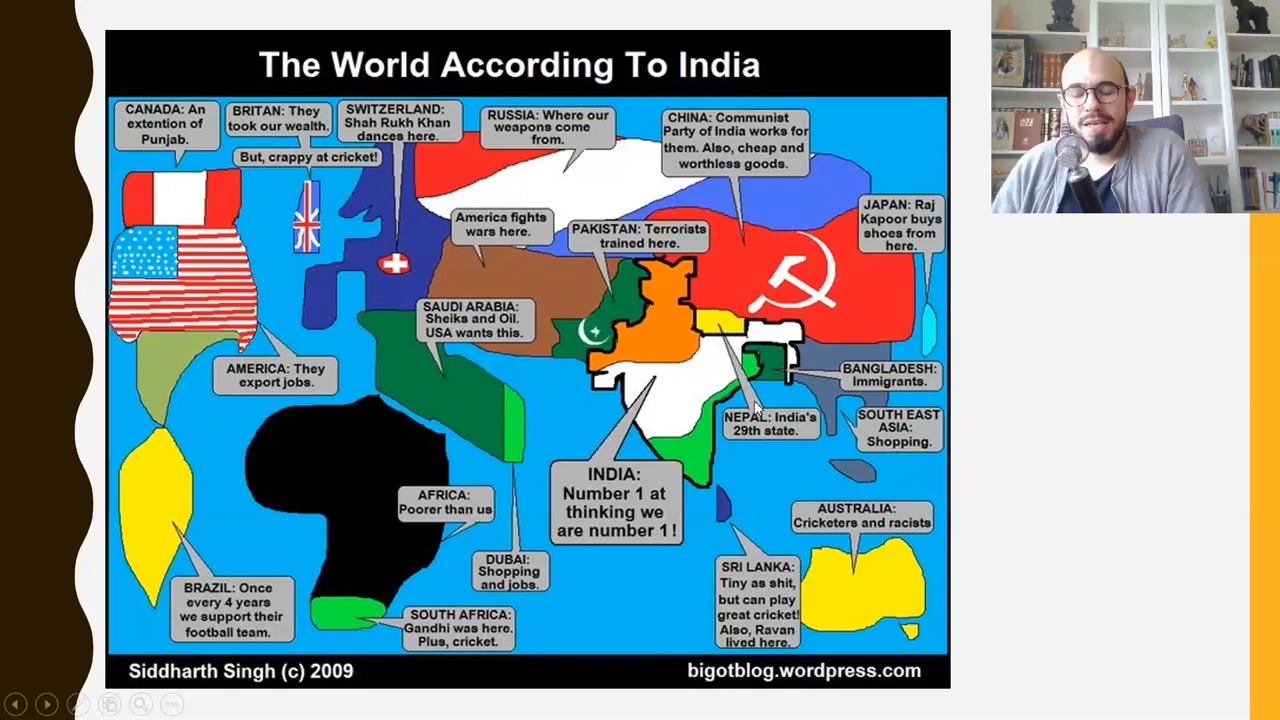 The World According To India
CANADA: An
extention of
Punjab.
BRITAN: They
took our wealth.
But, crappy at cricket!
SWITZERLAND:
Shah Rukh Khan
dances here.
RUSSIA: Where our
weapons come
from.
CHINA: Communist
Party of India works for
them. Also, cheap and
worthless goods.
JAPAN: Raj
Kapoor buys
shoes from
here.
America fights
wars here.
PAKISTAN: Terrorists
trained here.
SAUDI ARABIA:
Sheiks and Oil.
USA wants this.
AMERICA: They
export jobs.
BANGLADESH:
Immigrants.
NEPAL: India's
29th state.
SOUTH EAST
ASIA:
Shopping.
INDIA:
Number 1 at
thinking we
are number 1!
AFRICA:
Poorer than us
AUSTRALIA:
Cricketers and racists
DUBAI:
Shopping
and jobs.
SRI LANKA:
Tiny as shit,
but can play
great cricket!
Also, Ravan
lived here.
BRAZIL: Once
every 4 years
we support their
football team.
SOUTH AFRICA:
Gandhi was here.
Plus, cricket.
Siddharth Singh (c) 2009
bigotblog.wordpress.com